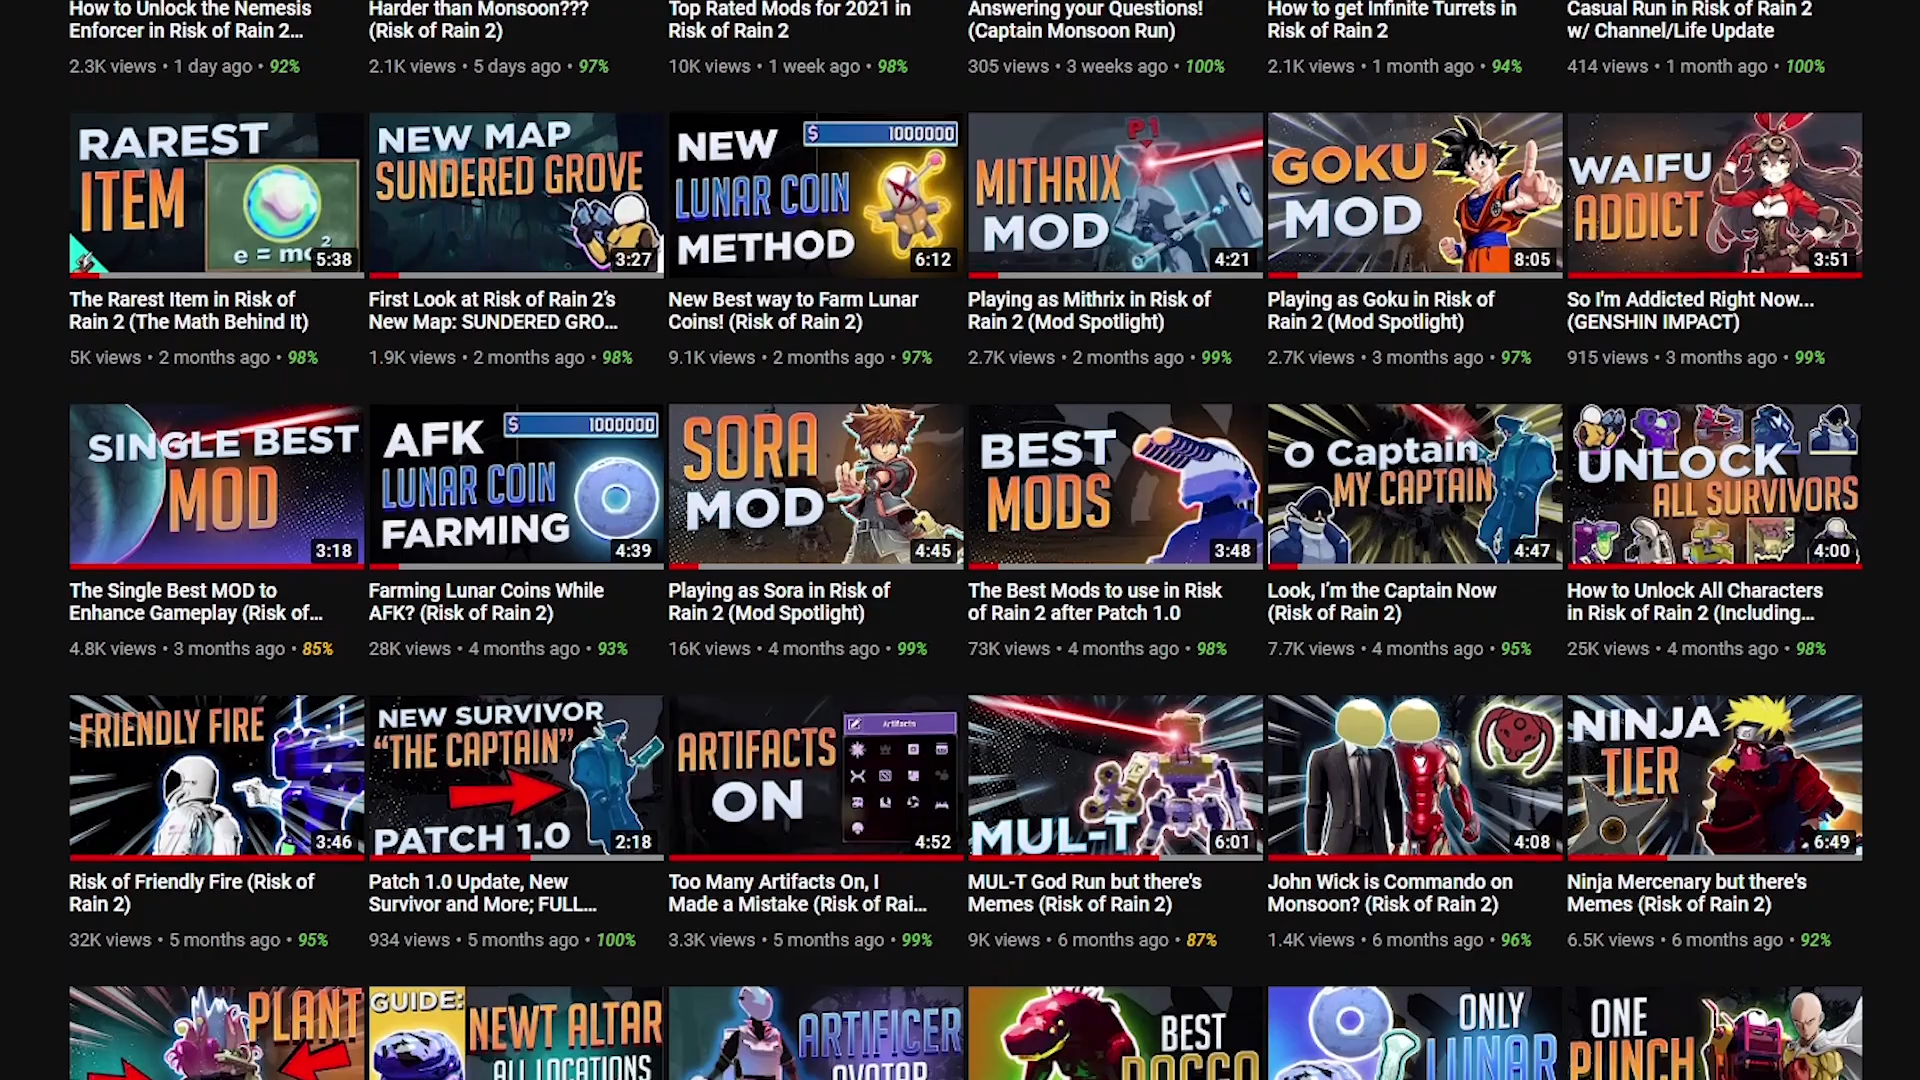 How to Unlock the Nemesis
Enforcer in Risk of Rain 2...
2.3K views • 1 day ago • 92%
Harder than Monsoon???
(Risk of Rain 2)
2.1K views • 5 days ago • 97%
Top Rated Mods for 2021 in
Risk of Rain 2
10K views • 1 week ago • 98%
Answering your Questions!
(Captain Monsoon Run)
305 views • 3 weeks ago • 100%
How to get Infinite Turrets in
Risk of Rain 2
2.1K views • 1 month ago • 94%
Casual Run in Risk of Rain 2
w/ Channel/Life Update
414 views • 1 month ago • 100%
RAREST
ITEM
e = mc2
5:38
The Rarest Item in Risk of
Rain 2 (The Math Behind It)
5K views • 2 months ago • 98%
NEW MAP
SUNDERED GROVE
3:27
First Look at Risk of Rain 2’s
New Map: SUNDERED GRO...
1.9K views • 2 months ago • 98%
$ 1000000
NEW
LUNAR COIN
METHOD
6:12
New Best way to Farm Lunar
Coins! (Risk of Rain 2)
9.1K views • 2 months ago • 97%
P1
MITHRIX
MOD
4:21
Playing as Mithrix in Risk of
Rain 2 (Mod Spotlight)
2.7K views • 2 months ago • 99%
GOKU
MOD
8:05
Playing as Goku in Risk of
Rain 2 (Mod Spotlight)
2.7K views • 3 months ago • 97%
WAIFU
ADDICT
3:51
So I'm Addicted Right Now...
(GENSHIN IMPACT)
915 views • 3 months ago • 99%
SINGLE BEST
MOD
3:18
The Single Best MOD to
Enhance Gameplay (Risk of...
4.8K views • 3 months ago • 85%
AFK
$ 1000000
LUNAR COIN
FARMING
4:39
Farming Lunar Coins While
AFK? (Risk of Rain 2)
28K views • 4 months ago • 93%
SORA
MOD
4:45
Playing as Sora in Risk of
Rain 2 (Mod Spotlight)
16K views • 4 months ago • 99%
BEST
MODS
3:48
The Best Mods to use in Risk
of Rain 2 after Patch 1.0
73K views • 4 months ago • 98%
O Captain
MY CAPTAIN
4:47
Look, I’m the Captain Now
(Risk of Rain 2)
7.7K views • 4 months ago • 95%
UNLOCK
ALL SURVIVORS
4:00
How to Unlock All Characters
in Risk of Rain 2 (Including...
25K views • 4 months ago • 98%
FRIENDLY FIRE
3:46
Risk of Friendly Fire (Risk of
Rain 2)
32K views • 5 months ago • 95%
NEW SURVIVOR
“THE CAPTAIN”
PATCH 1.0
2:18
Patch 1.0 Update, New
Survivor and More; FULL...
934 views • 5 months ago • 100%
Artifacts
ARTIFACTS
ON
4:52
Too Many Artifacts On, I
Made a Mistake (Risk of Rai...
3.3K views • 5 months ago • 99%
MUL-T
6:01
MUL-T God Run but there's
Memes (Risk of Rain 2)
9K views • 6 months ago • 87%
4:08
John Wick is Commando on
Monsoon? (Risk of Rain 2)
1.4K views • 6 months ago • 96%
NINJA
TIER
6:49
Ninja Mercenary but there's
Memes (Risk of Rain 2)
6.5K views • 6 months ago • 92%
PLANT
GUIDE:
NEWT ALTAR
ALL LOCATIONS
ARTIFICER
AVATAR
BEST
DOGGO
ONLY
LUNAR
ONE
PUNCH